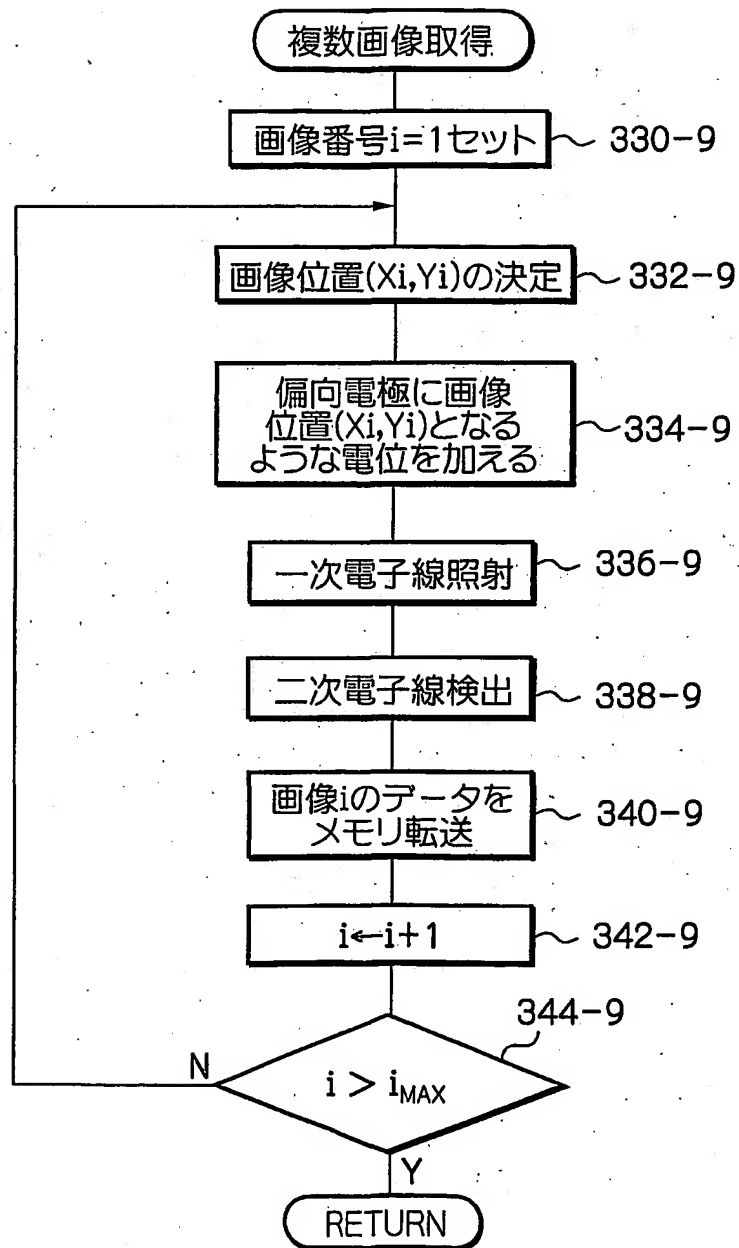 複数画像取得
画像番号i=1セット
330-9
画像位置(Xi,Yi)の決定
332-9
偏向電極に画像
位置(Xi,Yi)となる
ような電位を加える
334-9
一次電子線照射
336-9
二次電子線検出
338-9
画像iのデータを
メモリ転送
340-9
i←i+1
342-9
344-9
N
i > iMAX
Y
RETURN